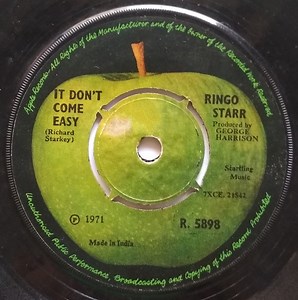 Apple Records · All Rights of the Manufacturer and of the Owner of the Recorded Work Reserved
IT DON'T
COME
EASY
(Richard
Starkey)
RINGO
STARR
Produced by
GEORGE
HARRISON
Startling
Music
7XCE. 21542
Ⓟ 1971
R. 5898
Made in India
Unauthorised Public Performance, Broadcasting and Copying of this Record Prohibited